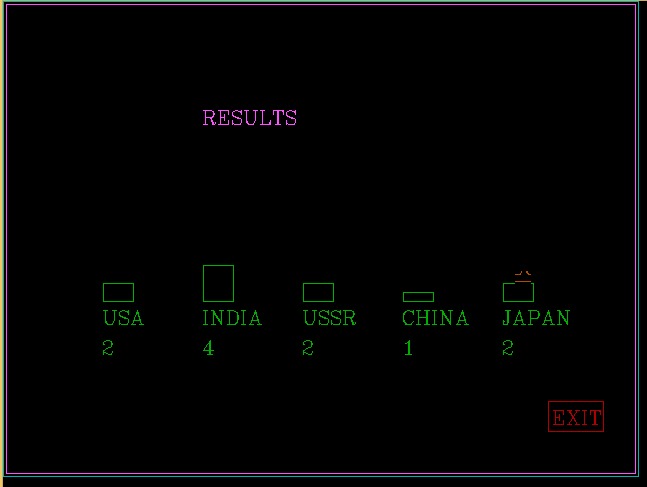 RESULTS
USA INDIA USSR CHINA JAPAN
2 4 2 1 2
EXIT